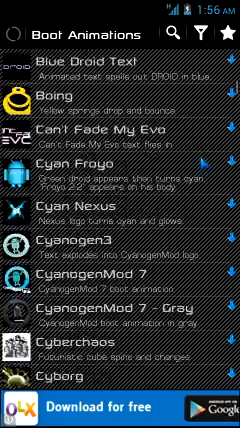 H 1:56 AM
Boot Animations
Blue Droid Text
Animated text spells out DROID in blue.
DROID
Boing
Yellow springs drop and bounce.
Can't Fade My Evo
Can't Fade My Evo text flies in.
EVO
Cyan Froyo
Green droid appears then turns cyan.
'Froyo 2.2' appears on his body.
Cyan Nexus
Nexus logo turns cyan and glows.
Cyanogen3
Text explodes into CyanogenMod logo.
CyanogenMod 7
CyanogenMod 7 boot animation.
CyanogenMod 7 - Gray
CyanogenMod boot animation in gray.
Cyberchaos
Futuristic cube spins and changes.
Cyborg
OLX
Download for free
ANDROID APP ON
Google